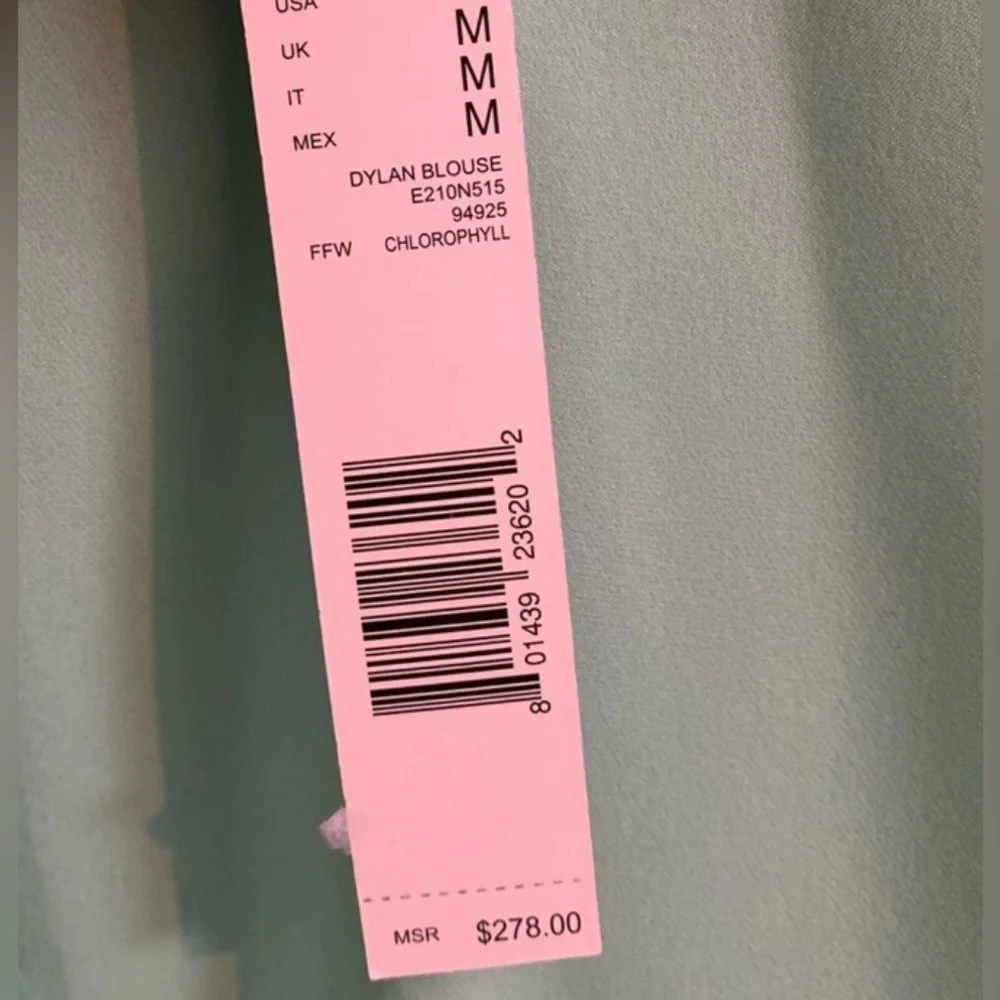 USA
UK M
IT M
MEX M
DYLAN BLOUSE
E210N515
94925
FFW CHLOROPHYLL
8 01439 23620 2
MSR $278.00